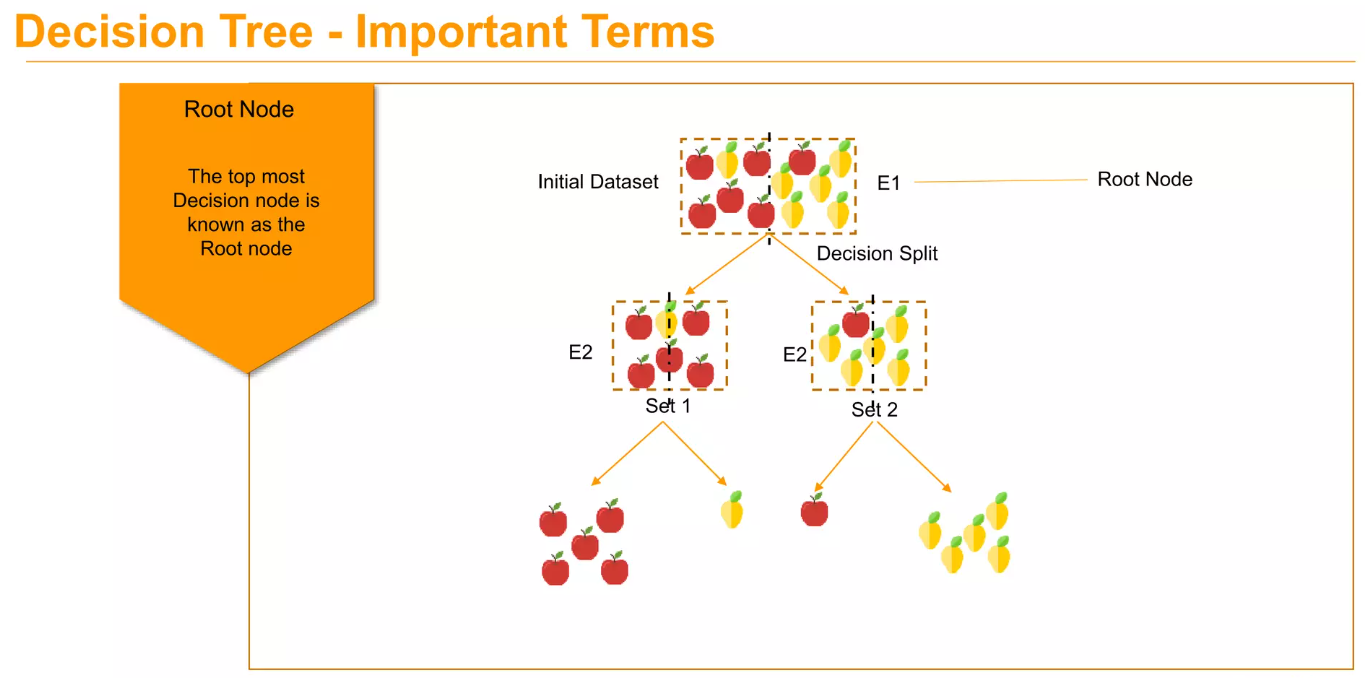 Decision Tree - Important Terms
Root Node
The top most
Decision node is
known as the
Root node
Initial Dataset
E1
Root Node
Decision Split
E2
E2
Set 1
Set 2